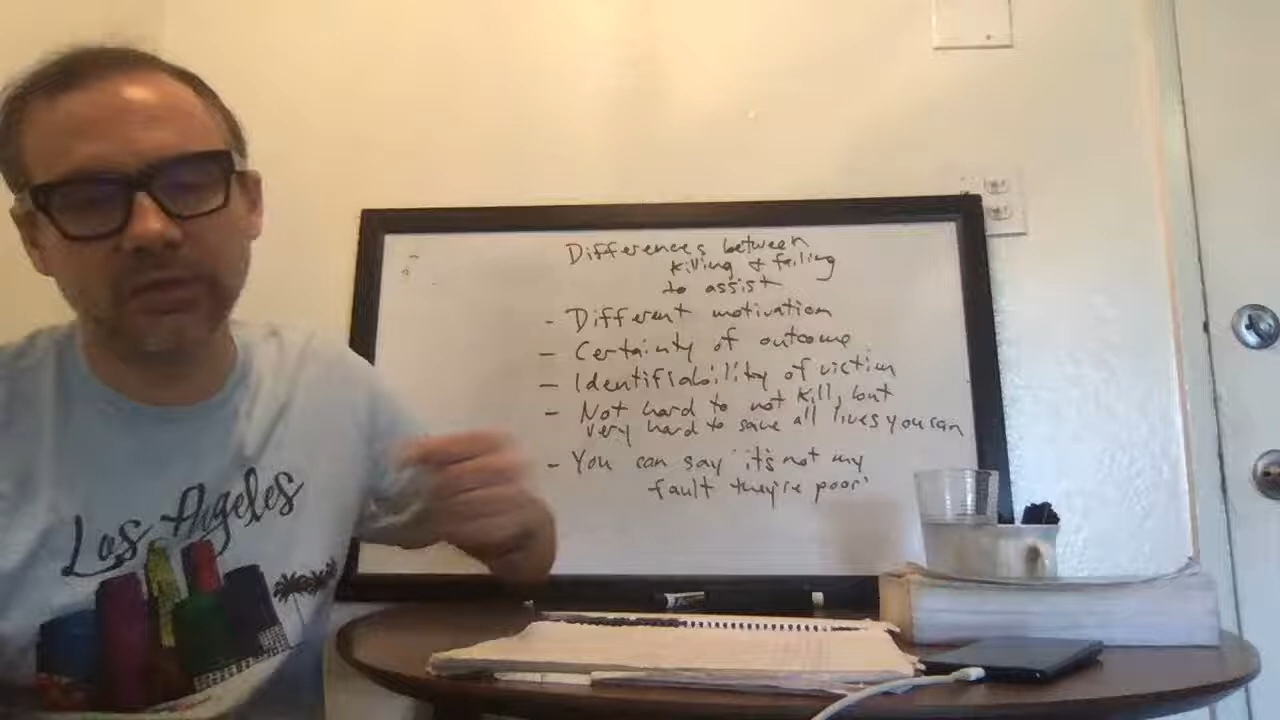 Differences between
killing & failing
to assist
- Different motivation
- Certainty of outcome
- Identifiability of victim
- Not hard to not kill, but
very hard to save all lives you can
- You can say 'it's not my
fault they're poor'
Los Angeles